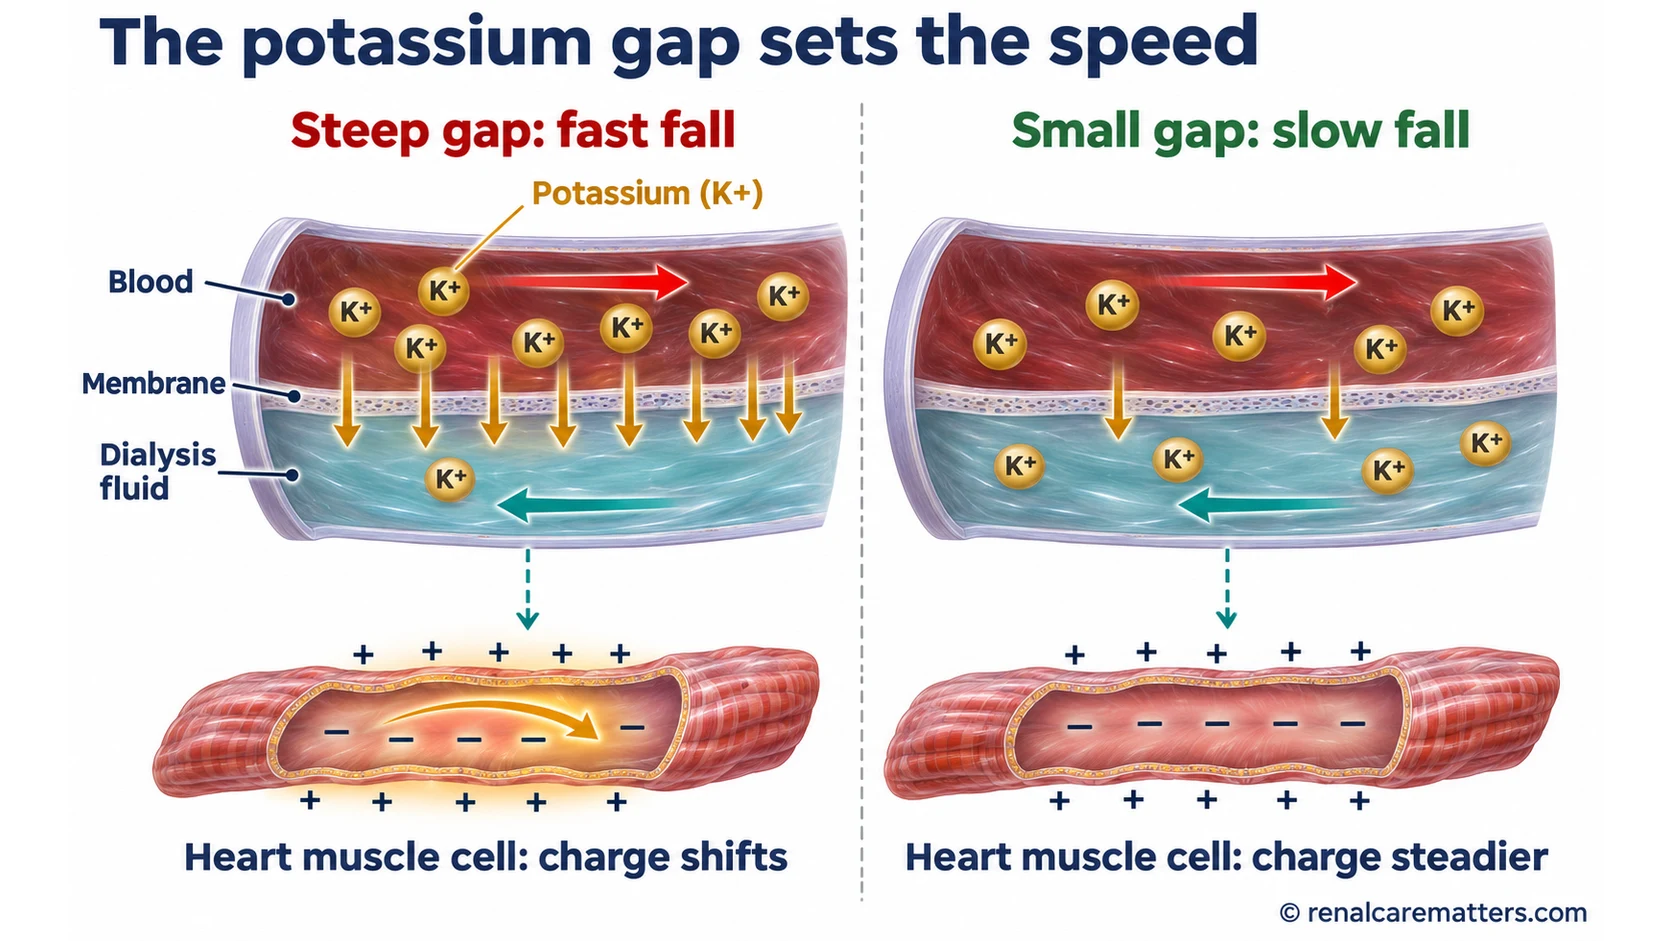 The potassium gap sets the speed
Steep gap: fast fall
Potassium (K+)
Blood
Membrane
Dialysis
fluid
K+
K+
K+
K+
K+
K+
K+
K+
+ + + + +
− − − − −
+ + + + +
Heart muscle cell: charge shifts
Small gap: slow fall
K+
K+
K+
K+
K+
K+
K+
K+
K+
+ + + + +
− − − − −
+ + + + +
Heart muscle cell: charge steadier
© renalcarematters.com